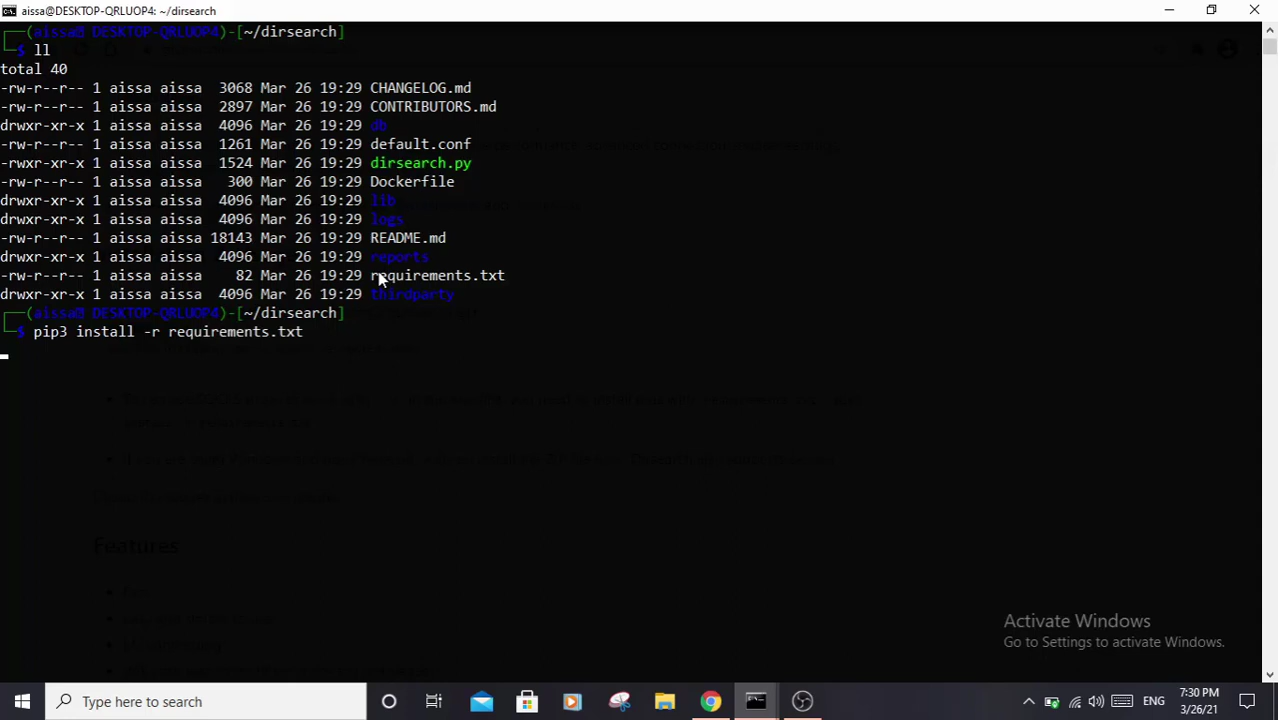 aissa@DESKTOP-QRLUOP4: ~/dirsearch
(aissa㉿ DESKTOP-QRLUOP4)-[~/dirsearch]
$ ll
total 40
-rw-r--r-- 1 aissa aissa  3068 Mar 26 19:29 CHANGELOG.md
-rw-r--r-- 1 aissa aissa  2897 Mar 26 19:29 CONTRIBUTORS.md
drwxr-xr-x 1 aissa aissa  4096 Mar 26 19:29 db
-rw-r--r-- 1 aissa aissa  1261 Mar 26 19:29 default.conf
-rwxr-xr-x 1 aissa aissa  1524 Mar 26 19:29 dirsearch.py
-rw-r--r-- 1 aissa aissa   300 Mar 26 19:29 Dockerfile
drwxr-xr-x 1 aissa aissa  4096 Mar 26 19:29 lib
drwxr-xr-x 1 aissa aissa  4096 Mar 26 19:29 logs
-rw-r--r-- 1 aissa aissa 18143 Mar 26 19:29 README.md
drwxr-xr-x 1 aissa aissa  4096 Mar 26 19:29 reports
-rw-r--r-- 1 aissa aissa    82 Mar 26 19:29 requirements.txt
drwxr-xr-x 1 aissa aissa  4096 Mar 26 19:29 thirdparty
(aissa㉿ DESKTOP-QRLUOP4)-[~/dirsearch]
$ pip3 install -r requirements.txt
Features
Activate Windows
Go to Settings to activate Windows.
Type here to search
ENG
7:30 PM
3/26/21